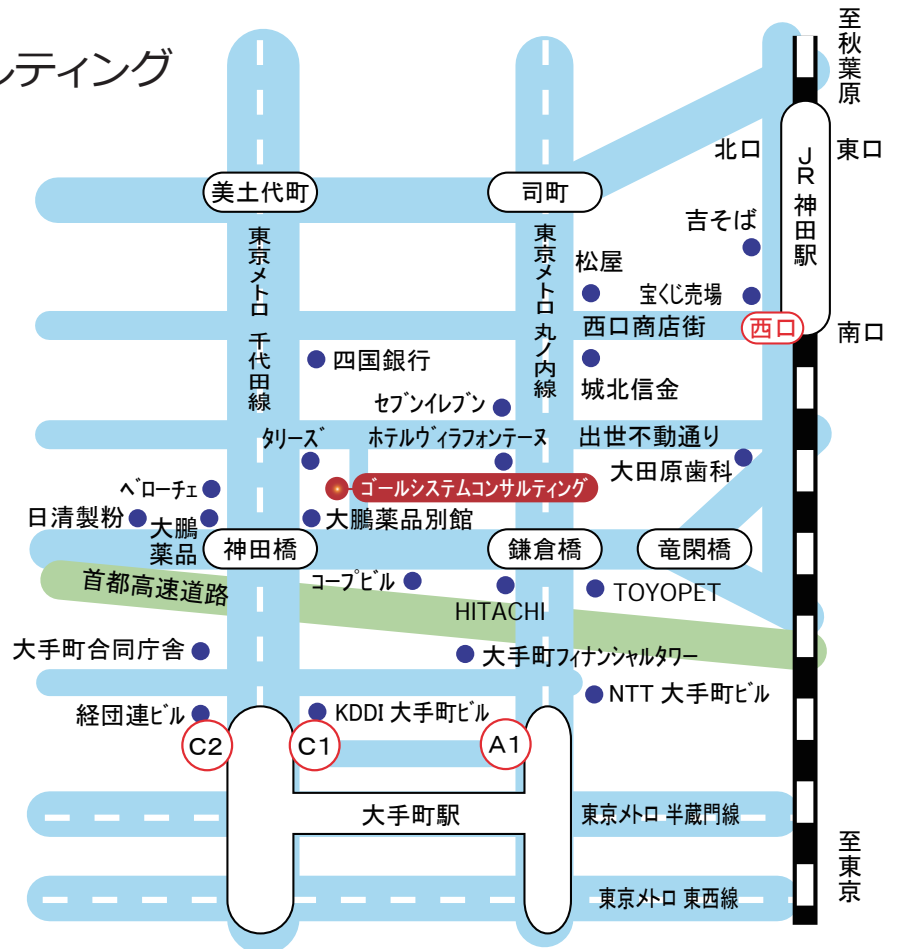 ルティング
至秋葉原
北口
東口
JR神田駅
美土代町
司町
吉そば
東京メトロ 千代田線
東京メトロ 丸ノ内線
松屋
宝くじ売場
西口商店街
西口
南口
四国銀行
城北信金
セブンイレブン
タリーズ
ホテルヴィラフォンテーヌ
出世不動通り
大田原歯科
ベローチェ
ゴールシステムコンサルティング
日清製粉
大鵬
薬品
大鵬薬品別館
神田橋
鎌倉橋
竜閑橋
首都高速道路
コープビル
HITACHI
TOYOPET
大手町合同庁舎
大手町フィナンシャルタワー
NTT 大手町ビル
経団連ビル
KDDI 大手町ビル
C2
C1
A1
大手町駅
東京メトロ 半蔵門線
至東京
東京メトロ 東西線